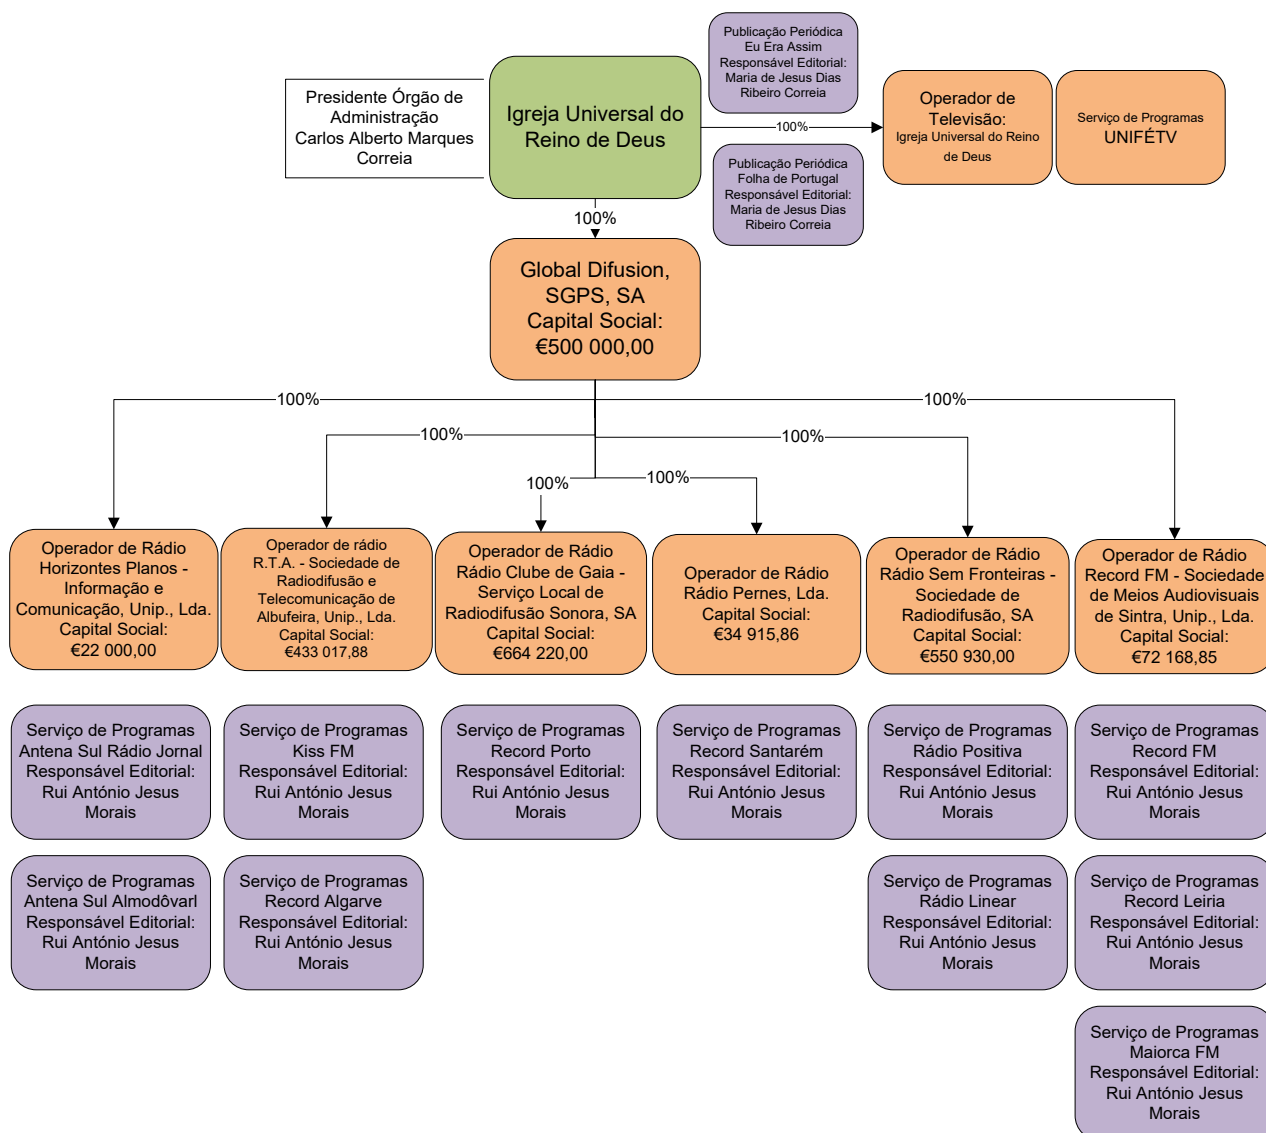 Presidente Órgão de
Administração
Carlos Alberto Marques
Correia
Igreja Universal do
Reino de Deus
Publicação Periódica
Eu Era Assim
Responsável Editorial:
Maria de Jesus Dias
Ribeiro Correia
100%
Publicação Periódica
Folha de Portugal
Responsável Editorial:
Maria de Jesus Dias
Ribeiro Correia
Operador de
Televisão:
Igreja Universal do Reino
de Deus
Serviço de Programas
UNIFÉTV
100%
Global Difusion,
SGPS, SA
Capital Social:
€500 000,00
100%
100%
100%
100%
100%
100%
Operador de Rádio
Horizontes Planos -
Informação e
Comunicação, Unip., Lda.
Capital Social:
€22 000,00
Operador de rádio
R.T.A. - Sociedade de
Radiodifusão e
Telecomunicação de
Albufeira, Unip., Lda.
Capital Social:
€433 017,88
Operador de Rádio
Rádio Clube de Gaia -
Serviço Local de
Radiodifusão Sonora, SA
Capital Social:
€664 220,00
Operador de Rádio
Rádio Pernes, Lda.
Capital Social:
€34 915,86
Operador de Rádio
Rádio Sem Fronteiras -
Sociedade de
Radiodifusão, SA
Capital Social:
€550 930,00
Operador de Rádio
Record FM - Sociedade
de Meios Audiovisuais
de Sintra, Unip., Lda.
Capital Social:
€72 168,85
Serviço de Programas
Antena Sul Rádio Jornal
Responsável Editorial:
Rui António Jesus
Morais
Serviço de Programas
Kiss FM
Responsável Editorial:
Rui António Jesus
Morais
Serviço de Programas
Record Porto
Responsável Editorial:
Rui António Jesus
Morais
Serviço de Programas
Record Santarém
Responsável Editorial:
Rui António Jesus
Morais
Serviço de Programas
Rádio Positiva
Responsável Editorial:
Rui António Jesus
Morais
Serviço de Programas
Record FM
Responsável Editorial:
Rui António Jesus
Morais
Serviço de Programas
Antena Sul Almodôvarl
Responsável Editorial:
Rui António Jesus
Morais
Serviço de Programas
Record Algarve
Responsável Editorial:
Rui António Jesus
Morais
Serviço de Programas
Rádio Linear
Responsável Editorial:
Rui António Jesus
Morais
Serviço de Programas
Record Leiria
Responsável Editorial:
Rui António Jesus
Morais
Serviço de Programas
Maiorca FM
Responsável Editorial:
Rui António Jesus
Morais